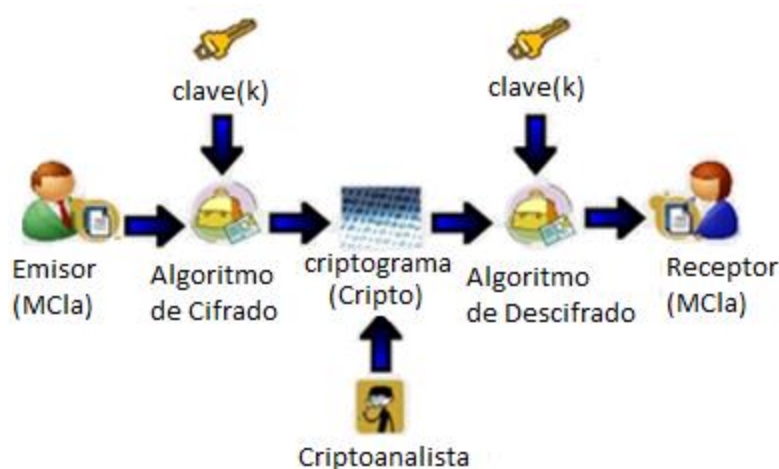 clave(k)
clave(k)
Emisor
(MCla)
Algoritmo
de Cifrado
criptograma
(Cripto)
Algoritmo
de Descifrado
Receptor
(MCla)
Criptoanalista